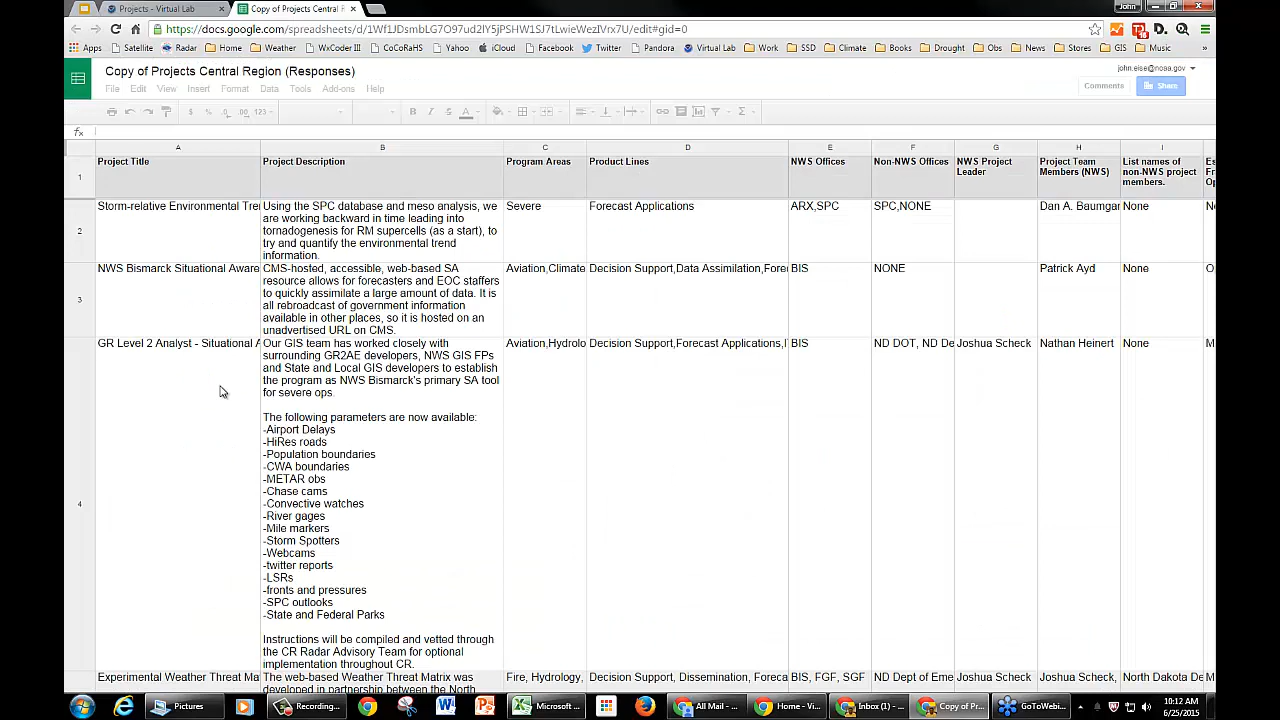 Projects - Virtual Lab
Copy of Projects Central R
John
https://docs.google.com/spreadsheets/d/1Wf1JDsmbLG7O97ud2IY5jPSHW1SJ7tLwieWezIVrx7U/edit#gid=0
Apps Satellite Radar Home Weather WxCoder III CoCoRaHS Yahoo iCloud Facebook Twitter Pandora Virtual Lab Work SSD Climate Books Drought Obs News Stores GIS Music »
Copy of Projects Central Region (Responses)
john.eise@noaa.gov
File Edit View Insert Format Data Tools Add-ons Help
Comments Share
$ % .0 .00 123 B I S A Σ
fx
A B C D E F G H I
1 Project Title Project Description Program Areas Product Lines NWS Offices Non-NWS Offices NWS Project Leader Project Team Members (NWS) List names of non-NWS project members. Es Fr Op
2 Storm-relative Environmental Tre Using the SPC database and meso analysis, we Severe Forecast Applications ARX,SPC SPC,NONE Dan A. Baumgar None No
are working backward in time leading into
tornadogenesis for RM supercells (as a start), to
try and quantify the environmental trend
information.
3 NWS Bismarck Situational Aware CMS-hosted, accessible, web-based SA Aviation,Climate Decision Support,Data Assimilation,Fore BIS NONE Patrick Ayd None O
resource allows for forecasters and EOC staffers
to quickly assimilate a large amount of data. It is
all rebroadcast of government information
available in other places, so it is hosted on an
unadvertised URL on CMS.
4 GR Level 2 Analyst - Situational A Our GIS team has worked closely with Aviation,Hydrolo Decision Support,Forecast Applications,I BIS ND DOT, ND De Joshua Scheck Nathan Heinert None M
surrounding GR2AE developers, NWS GIS FPs
and State and Local GIS developers to establish
the program as NWS Bismarck's primary SA tool
for severe ops.
The following parameters are now available:
-Airport Delays
-HiRes roads
-Population boundaries
-CWA boundaries
-METAR obs
-Chase cams
-Convective watches
-River gages
-Mile markers
-Storm Spotters
-Webcams
-twitter reports
-LSRs
-fronts and pressures
-SPC outlooks
-State and Federal Parks
Instructions will be compiled and vetted through
the CR Radar Advisory Team for optional
implementation throughout CR.
Experimental Weather Threat Ma The web-based Weather Threat Matrix was Fire, Hydrology, Decision Support, Dissemination, Foreca BIS, FGF, SGF ND Dept of Eme Joshua Scheck Joshua Scheck, North Dakota De M
developed in partnership between the North
Pictures Recording... Microsoft ... All Mail - ... Home - Vi... Inbox () - ... Copy of Pr... GoToWebi...
10:12 AM
6/25/2015